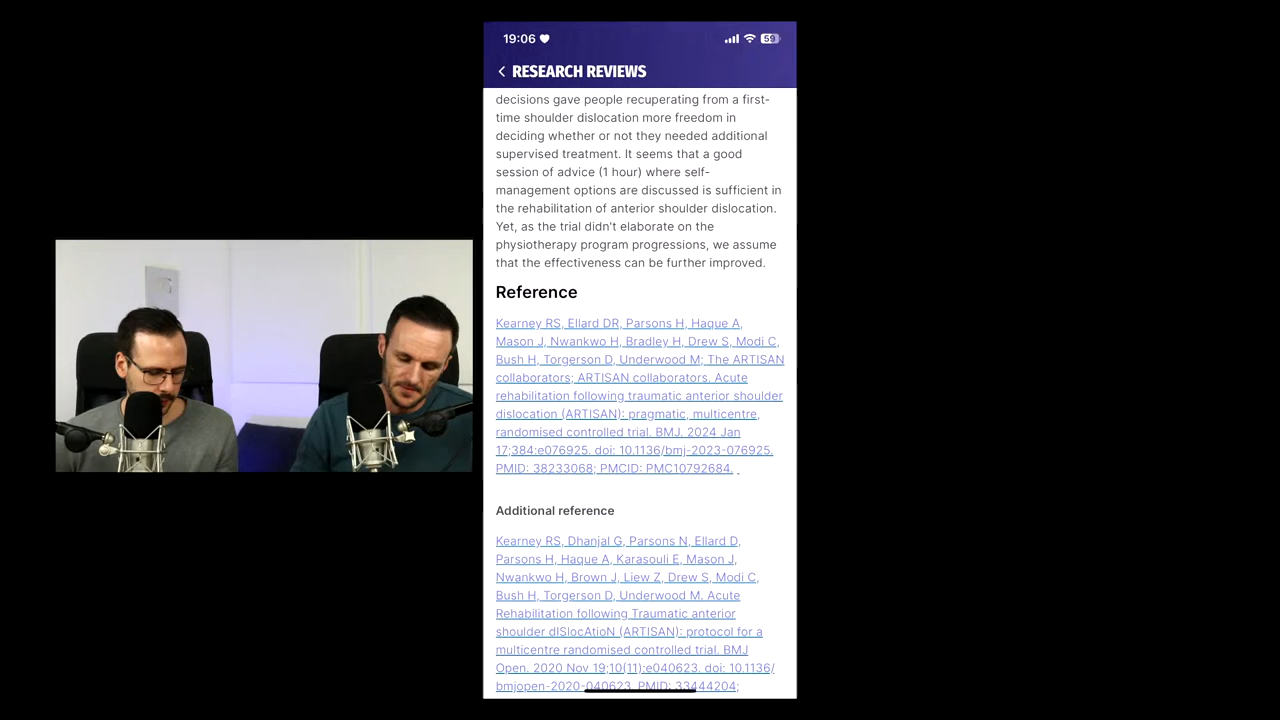 19:06
59
RESEARCH REVIEWS
decisions gave people recuperating from a first-
time shoulder dislocation more freedom in
deciding whether or not they needed additional
supervised treatment. It seems that a good
session of advice (1 hour) where self-
management options are discussed is sufficient in
the rehabilitation of anterior shoulder dislocation.
Yet, as the trial didn't elaborate on the
physiotherapy program progressions, we assume
that the effectiveness can be further improved.
Reference
Kearney RS, Ellard DR, Parsons H, Haque A,
Mason J, Nwankwo H, Bradley H, Drew S, Modi C,
Bush H, Torgerson D, Underwood M; The ARTISAN
collaborators; ARTISAN collaborators. Acute
rehabilitation following traumatic anterior shoulder
dislocation (ARTISAN): pragmatic, multicentre,
randomised controlled trial. BMJ. 2024 Jan
17;384:e076925. doi: 10.1136/bmj-2023-076925.
PMID: 38233068; PMCID: PMC10792684.
Additional reference
Kearney RS, Dhanjal G, Parsons N, Ellard D,
Parsons H, Haque A, Karasouli E, Mason J,
Nwankwo H, Brown J, Liew Z, Drew S, Modi C,
Bush H, Torgerson D, Underwood M. Acute
Rehabilitation following Traumatic anterior
shoulder dISlocAtioN (ARTISAN): protocol for a
multicentre randomised controlled trial. BMJ
Open. 2020 Nov 19;10(11):e040623. doi: 10.1136/
bmjopen-2020-040623. PMID: 33444204;